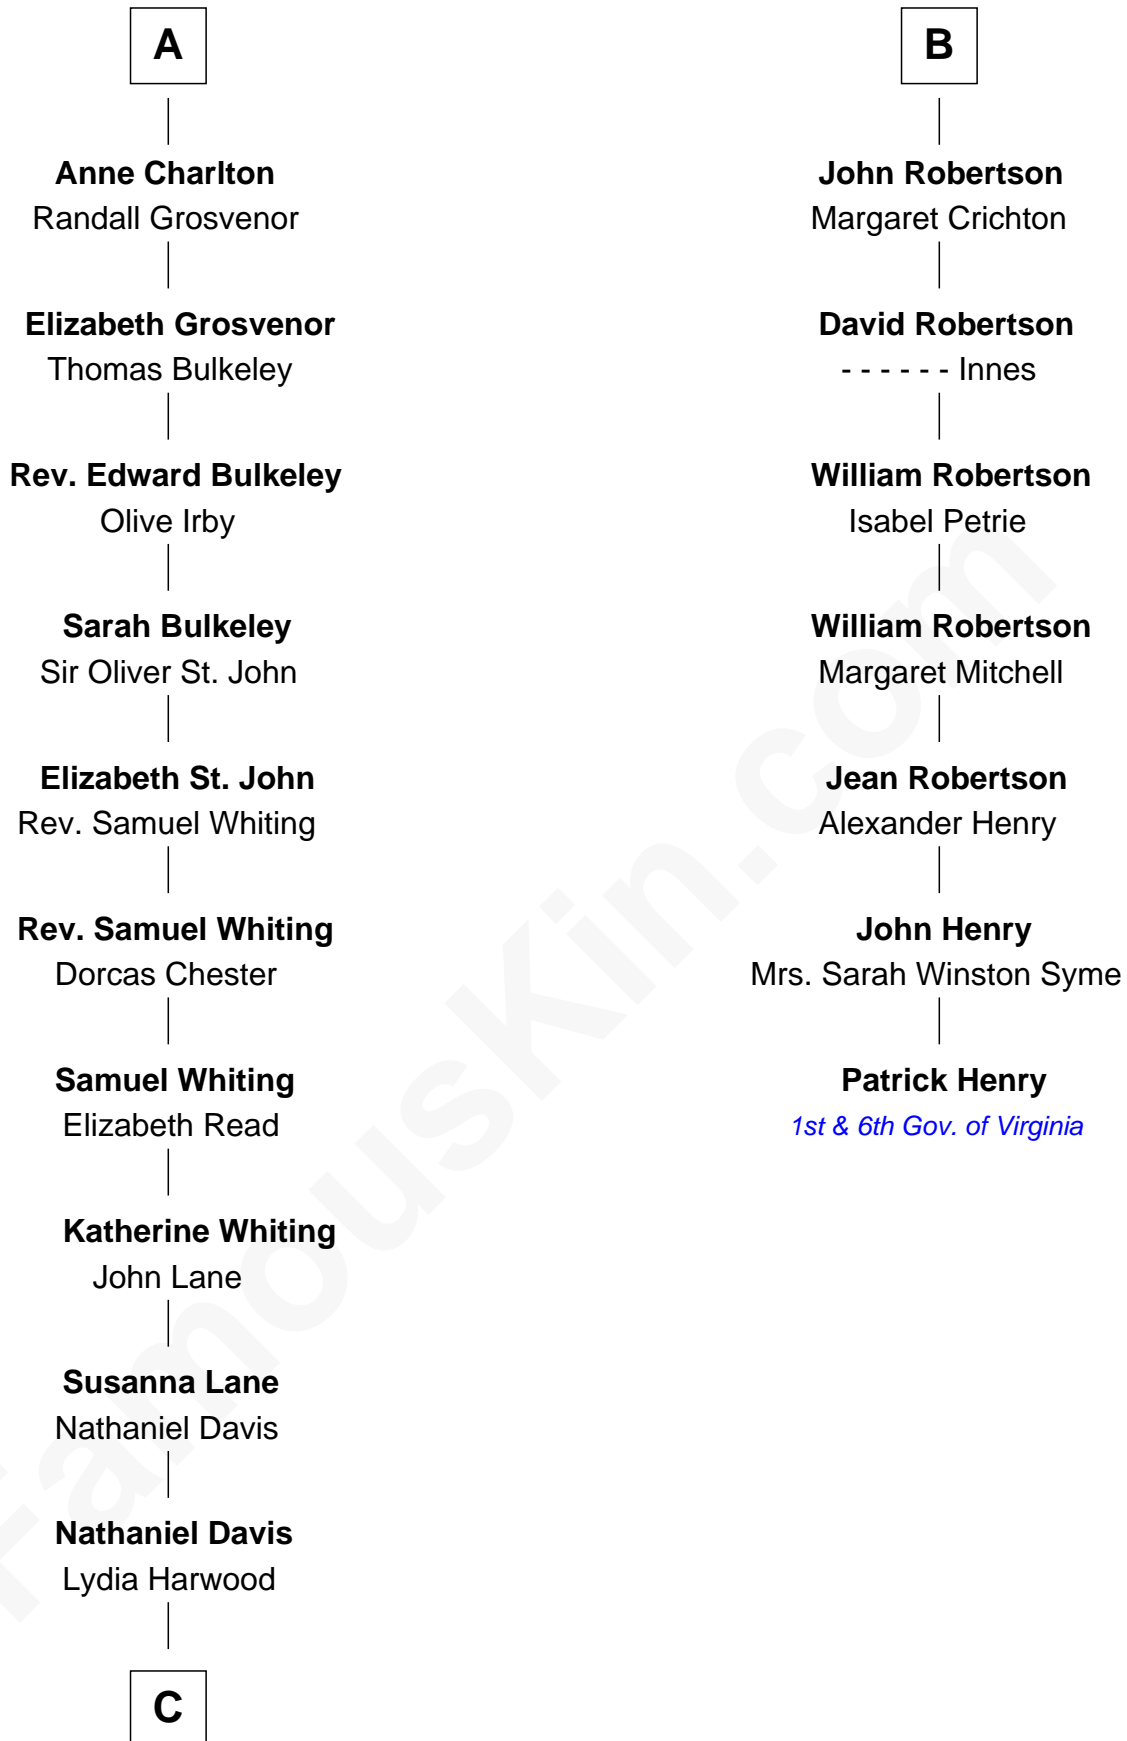 A
Anne Charlton
Randall Grosvenor
Elizabeth Grosvenor
Thomas Bulkeley
Rev. Edward Bulkeley
Olive Irby
Sarah Bulkeley
Sir Oliver St. John
Elizabeth St. John
Rev. Samuel Whiting
Rev. Samuel Whiting
Dorcas Chester
Samuel Whiting
Elizabeth Read
Katherine Whiting
John Lane
Susanna Lane
Nathaniel Davis
Nathaniel Davis
Lydia Harwood
C
B
John Robertson
Margaret Crichton
David Robertson
- - - - - - Innes
William Robertson
Isabel Petrie
William Robertson
Margaret Mitchell
Jean Robertson
Alexander Henry
John Henry
Mrs. Sarah Winston Syme
Patrick Henry
1st & 6th Gov. of Virginia
FamousKin.com